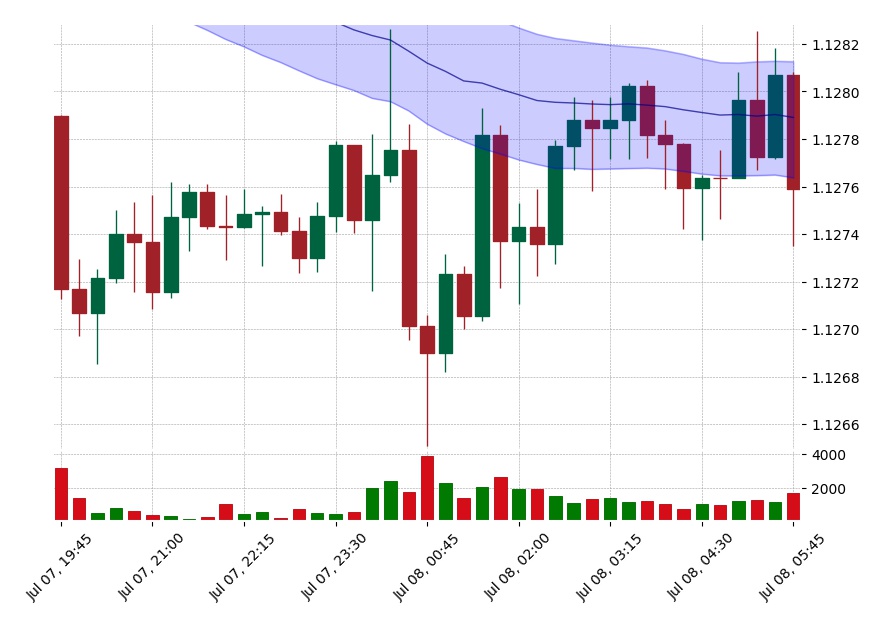 1.1282
1.1280
1.1278
1.1276
1.1274
1.1272
1.1270
1.1268
1.1266
4000
2000
Jul 07, 19:45
Jul 07, 21:00
Jul 07, 22:15
Jul 07, 23:30
Jul 08, 00:45
Jul 08, 02:00
Jul 08, 03:15
Jul 08, 04:30
Jul 08, 05:45